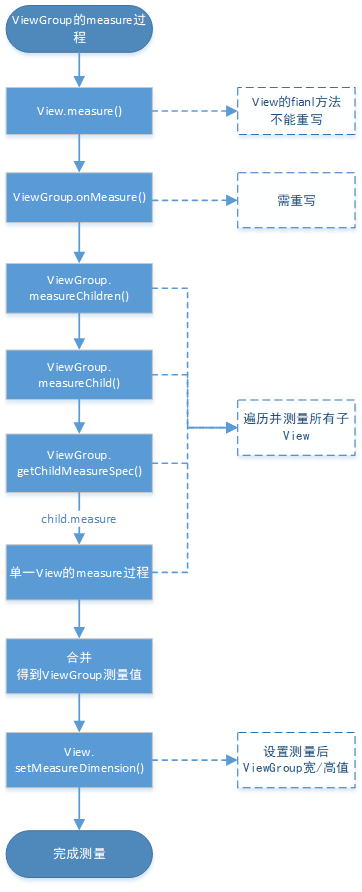 ViewGroup的measure过
程
View.measure()
View的fianl方法
不能重写
ViewGroup.onMeasure()
需重写
ViewGroup.
measureChildren()
ViewGroup.
measureChild()
遍历并测量所有子
View
ViewGroup.
getChildMeasureSpec()
child.measure
单一View的measure过程
合并
得到ViewGroup测量值
View.
setMeasureDimension()
设置测量后
ViewGroup宽/高值
完成测量